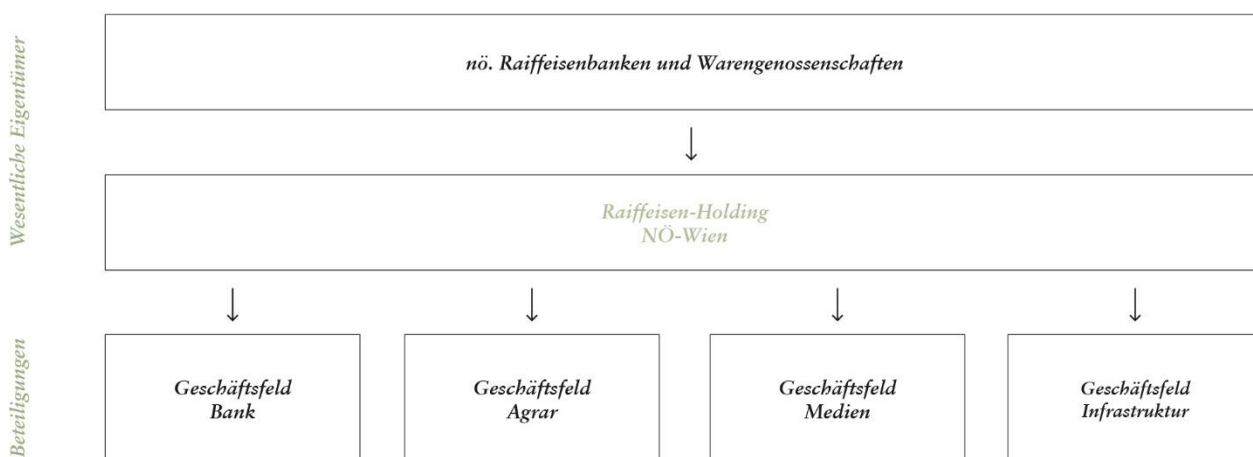 Wesentliche Eigentümer
nö. Raiffeisenbanken und Warengenossenschaften
Raiffeisen-Holding
NÖ-Wien
Beteiligungen
Geschäftsfeld
Bank
Geschäftsfeld
Agrar
Geschäftsfeld
Medien
Geschäftsfeld
Infrastruktur